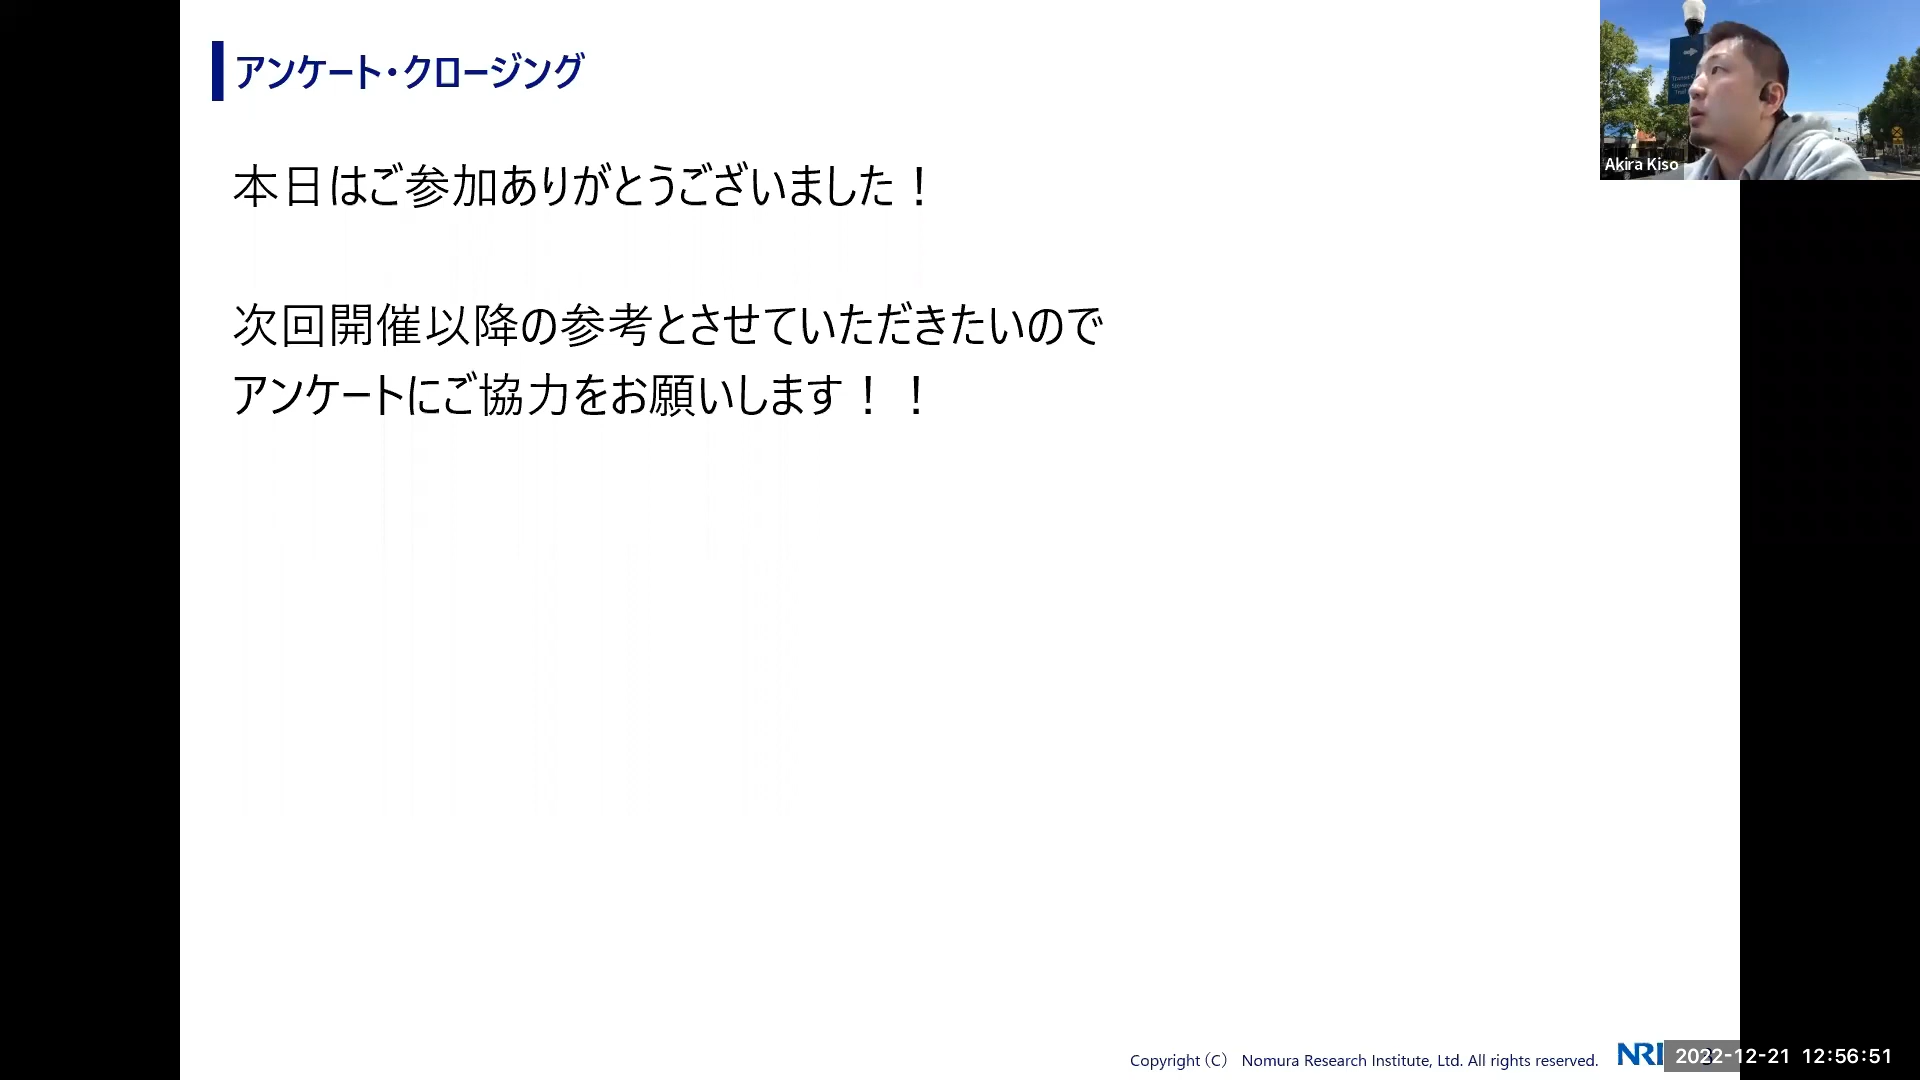 アンケート・クロージング
本日はご参加ありがとうございました！
次回開催以降の参考とさせていただきたいので
アンケートにご協力をお願いします！！
Akira Kiso
Copyright（C） Nomura Research Institute, Ltd. All rights reserved.
NRI
2022-12-21 12:56:51